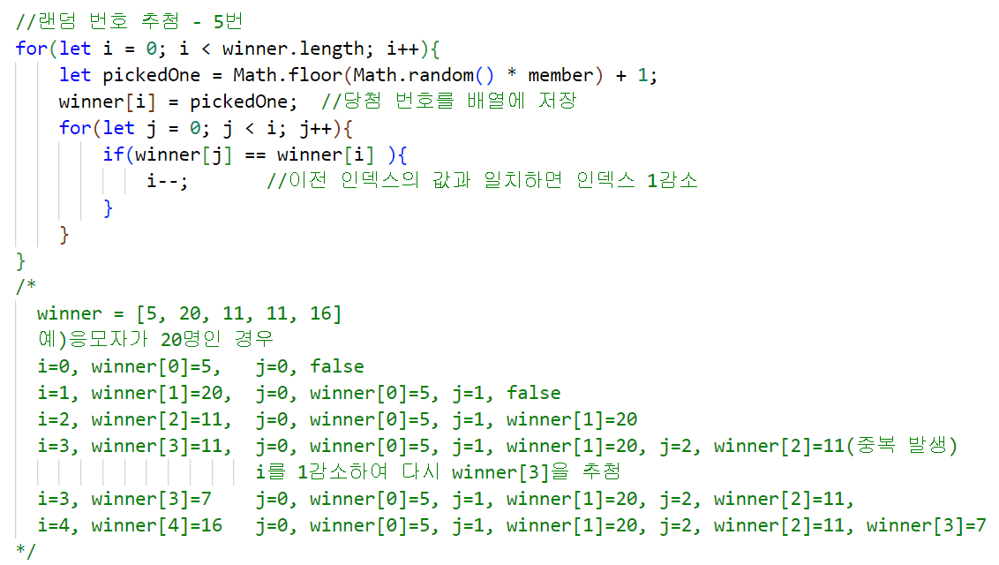 //랜덤 번호 추첨 - 5번
for(let i = 0; i < winner.length; i++){
    let pickedOne = Math.floor(Math.random() * member) + 1;
    winner[i] = pickedOne;  //당첨 번호를 배열에 저장
    for(let j = 0; j < i; j++){
        if(winner[j] == winner[i] ){
            i--;       //이전 인덱스의 값과 일치하면 인덱스 1감소
        }
    }
}
/*
  winner = [5, 20, 11, 11, 16]
  예)응모자가 20명인 경우
  i=0, winner[0]=5,   j=0, false
  i=1, winner[1]=20,  j=0, winner[0]=5, j=1, false
  i=2, winner[2]=11,  j=0, winner[0]=5, j=1, winner[1]=20
  i=3, winner[3]=11,  j=0, winner[0]=5, j=1, winner[1]=20, j=2, winner[2]=11(중복 발생)
                      i를 1감소하여 다시 winner[3]을 추첨
  i=3, winner[3]=7    j=0, winner[0]=5, j=1, winner[1]=20, j=2, winner[2]=11,
  i=4, winner[4]=16   j=0, winner[0]=5, j=1, winner[1]=20, j=2, winner[2]=11, winner[3]=7
*/